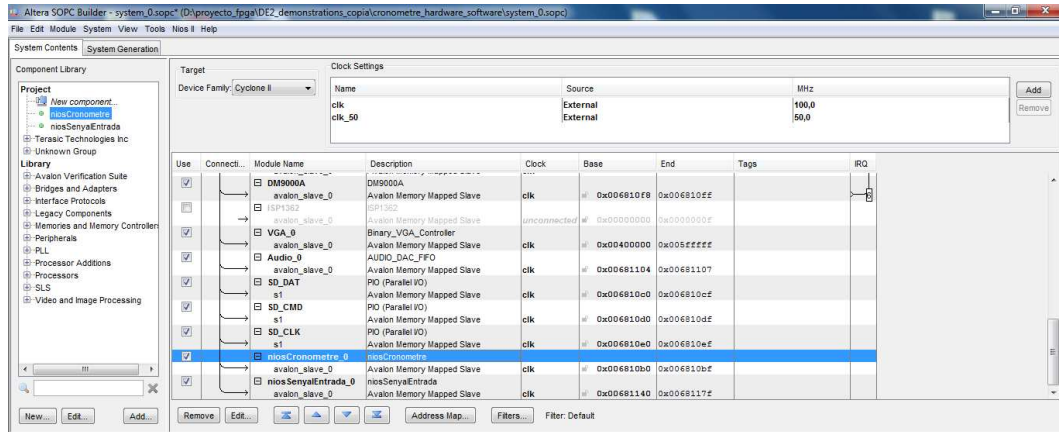 Altera SOPC Builder - system_0.sopc* (D:\proyecto_fpga\DE2_demonstrations_copia\cronometre_hardware_software\system_0.sopc)
File Edit Module System View Tools Nios II Help
System Contents System Generation
Component Library
Project
New component...
niosCronometre
niosSenyalEntrada
Terasic Technologies Inc
Unknown Group
Library
Avalon Verification Suite
Bridges and Adapters
Interface Protocols
Legacy Components
Memories and Memory Controllers
Peripherals
PLL
Processor Additions
Processors
SLS
Video and Image Processing
New... Edit... Add...
Target
Device Family: Cyclone II
Clock Settings
Name Source MHz
clk External 100,0
clk_50 External 50,0
Add
Remove
Use Connecti... Module Name Description Clock Base End Tags IRQ
DM9000A DM9000A
avalon_slave_0 Avalon Memory Mapped Slave clk 0x006810f8 0x006810ff
ISP1362 ISP1362
avalon_slave_0 Avalon Memory Mapped Slave unconnected 0x00000000 0x0000000f
VGA_0 Binary_VGA_Controller
avalon_slave_0 Avalon Memory Mapped Slave clk 0x00400000 0x005fffff
Audio_0 AUDIO_DAC_FIFO
avalon_slave_0 Avalon Memory Mapped Slave clk 0x00681104 0x00681107
SD_DAT PIO (Parallel I/O)
s1 Avalon Memory Mapped Slave clk 0x006810c0 0x006810cf
SD_CMD PIO (Parallel I/O)
s1 Avalon Memory Mapped Slave clk 0x006810d0 0x006810df
SD_CLK PIO (Parallel I/O)
s1 Avalon Memory Mapped Slave clk 0x006810e0 0x006810ef
niosCronometre_0 niosCronometre
avalon_slave_0 Avalon Memory Mapped Slave clk 0x006810b0 0x006810bf
niosSenyalEntrada_0 niosSenyalEntrada
avalon_slave_0 Avalon Memory Mapped Slave clk 0x00681140 0x0068117f
Remove Edit... Address Map... Filters... Filter: Default